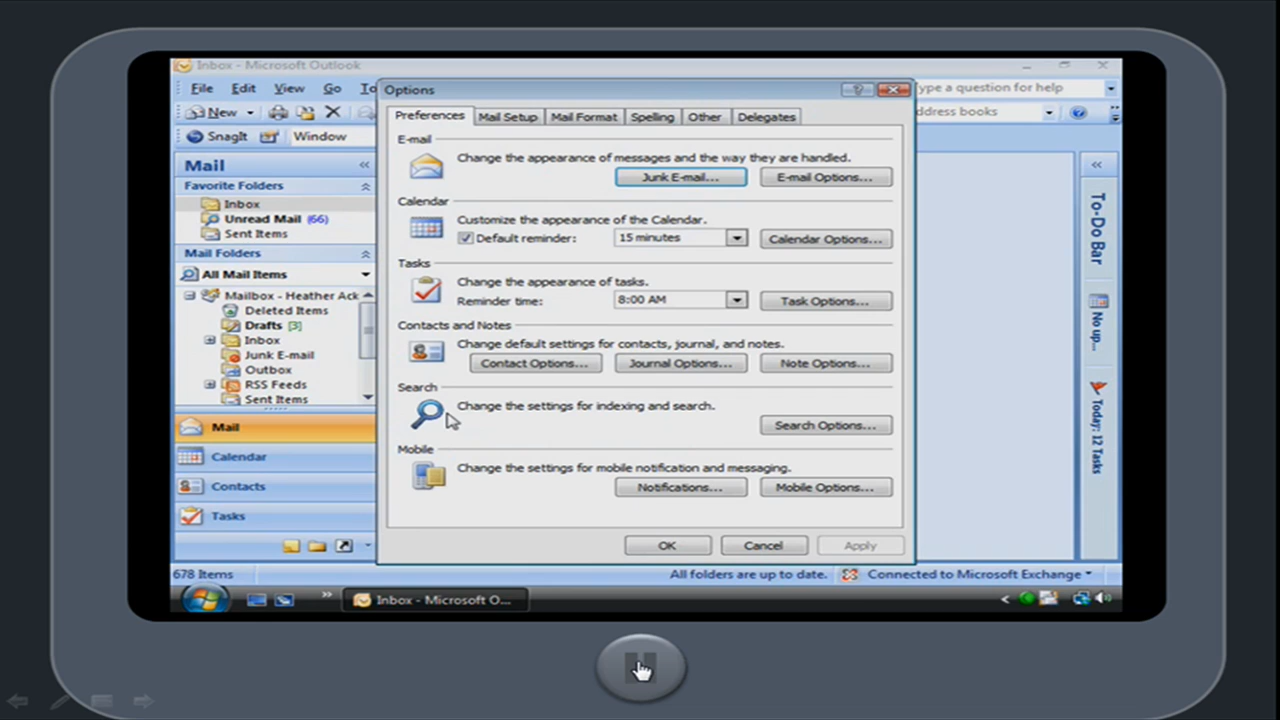 Inbox - Microsoft Outlook
File Edit View Go To
Type a question for help
New
address books
SnagIt Window
Mail
Favorite Folders
Inbox
Unread Mail (66)
Sent Items
Mail Folders
All Mail Items
Mailbox - Heather Ack
Deleted Items
Drafts [3]
Inbox
Junk E-mail
Outbox
RSS Feeds
Sent Items
Mail
Calendar
Contacts
Tasks
Options
Preferences Mail Setup Mail Format Spelling Other Delegates
E-mail
Change the appearance of messages and the way they are handled.
Junk E-mail... E-mail Options...
Calendar
Customize the appearance of the Calendar.
Default reminder: 15 minutes Calendar Options...
Tasks
Change the appearance of tasks.
Reminder time: 8:00 AM Task Options...
Contacts and Notes
Change default settings for contacts, journal, and notes.
Contact Options... Journal Options... Note Options...
Search
Change the settings for indexing and search.
Search Options...
Mobile
Change the settings for mobile notification and messaging.
Notifications... Mobile Options...
OK Cancel Apply
To-Do Bar
No up...
Today: 12 Tasks
678 Items All folders are up to date. Connected to Microsoft Exchange
Inbox - Microsoft O...